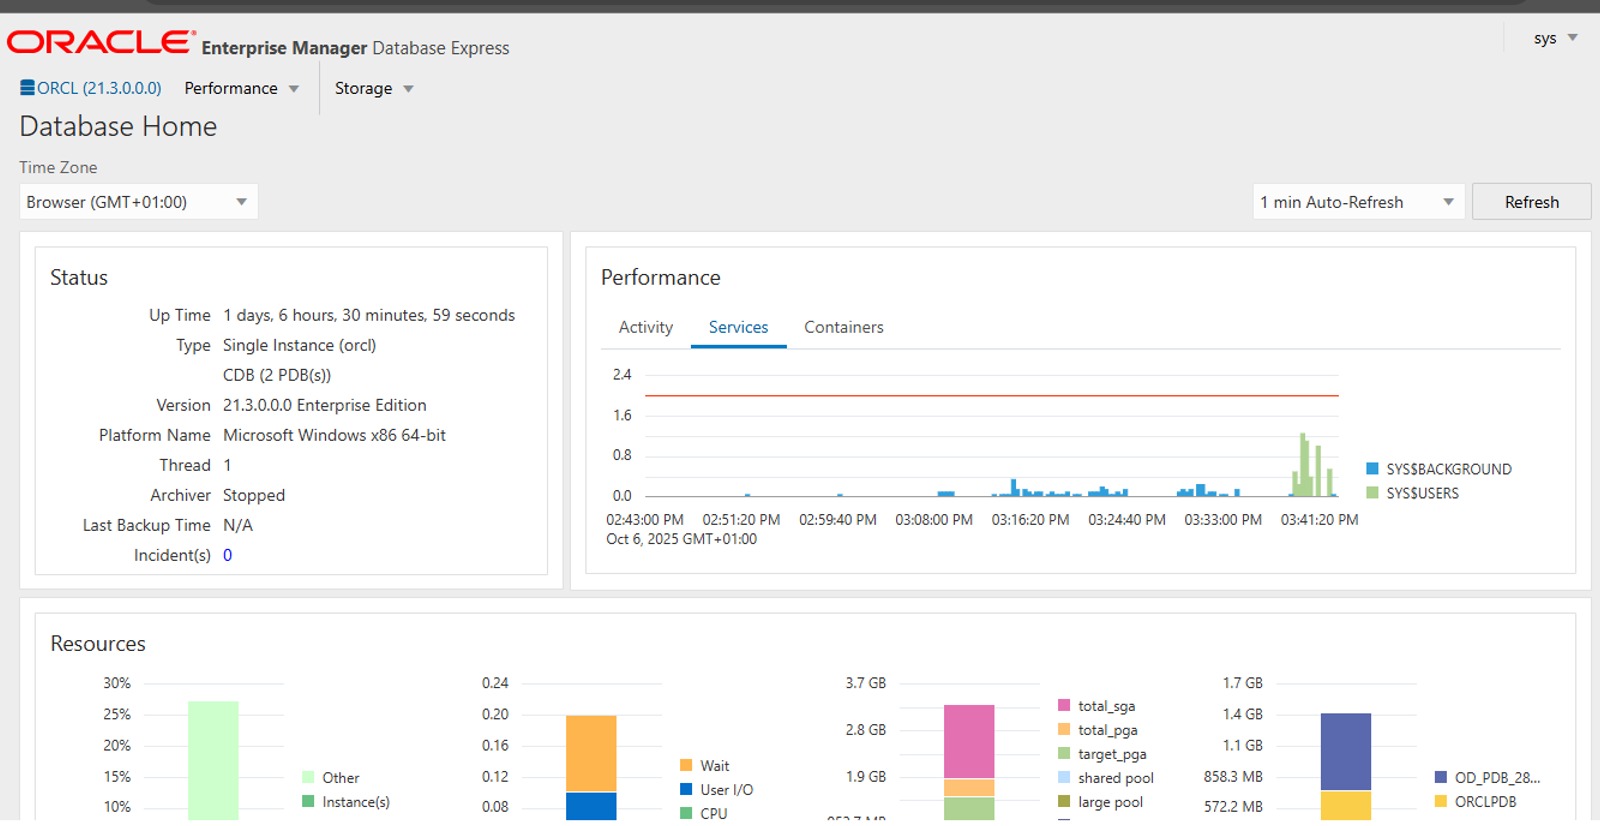 ORACLE Enterprise Manager Database Express
sys
ORCL (21.3.0.0.0) Performance Storage
Database Home
Time Zone
Browser (GMT+01:00)
1 min Auto-Refresh Refresh
Status
Up Time 1 days, 6 hours, 30 minutes, 59 seconds
Type Single Instance (orcl)
CDB (2 PDB(s))
Version 21.3.0.0.0 Enterprise Edition
Platform Name Microsoft Windows x86 64-bit
Thread 1
Archiver Stopped
Last Backup Time N/A
Incident(s) 0
Performance
Activity Services Containers
2.4
1.6
0.8
0.0
SYS$BACKGROUND
SYS$USERS
02:43:00 PM 02:51:20 PM 02:59:40 PM 03:08:00 PM 03:16:20 PM 03:24:40 PM 03:33:00 PM 03:41:20 PM
Oct 6, 2025 GMT+01:00
Resources
30%
25%
20%
15%
10%
Other
Instance(s)
0.24
0.20
0.16
0.12
0.08
Wait
User I/O
CPU
3.7 GB
2.8 GB
1.9 GB
total_sga
total_pga
target_pga
shared pool
large pool
1.7 GB
1.4 GB
1.1 GB
858.3 MB
572.2 MB
OD_PDB_28...
ORCLPDB